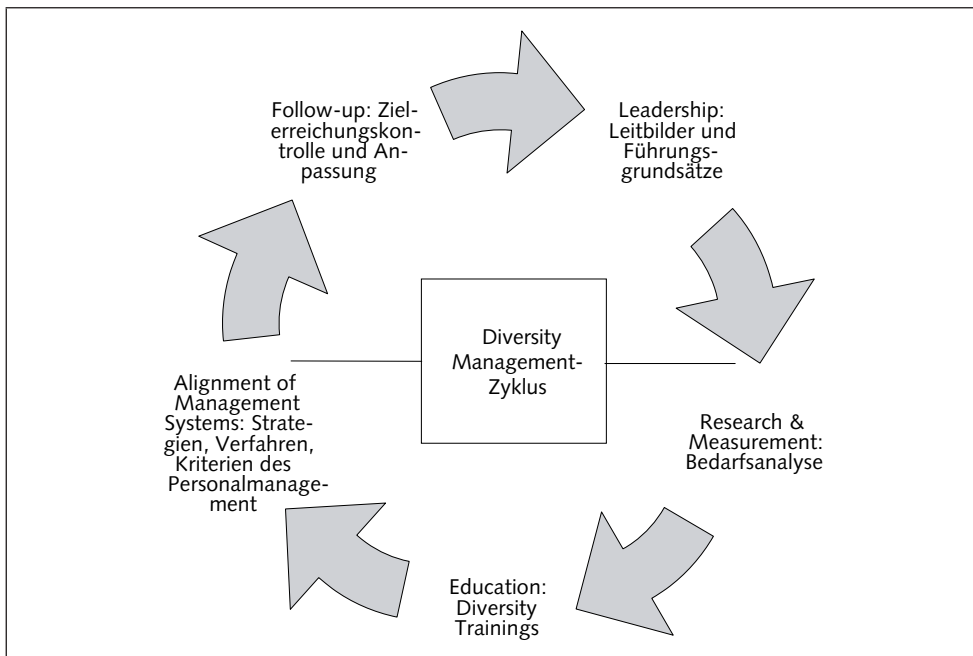 Follow-up: Ziel-
erreichungskon-
trolle und An-
passung
Leadership:
Leitbilder und
Führungs-
grundsätze
Diversity
Management-
Zyklus
Alignment of
Management
Systems: Strate-
gien, Verfahren,
Kriterien des
Personalmanage-
ment
Research &
Measurement:
Bedarfsanalyse
Education:
Diversity
Trainings